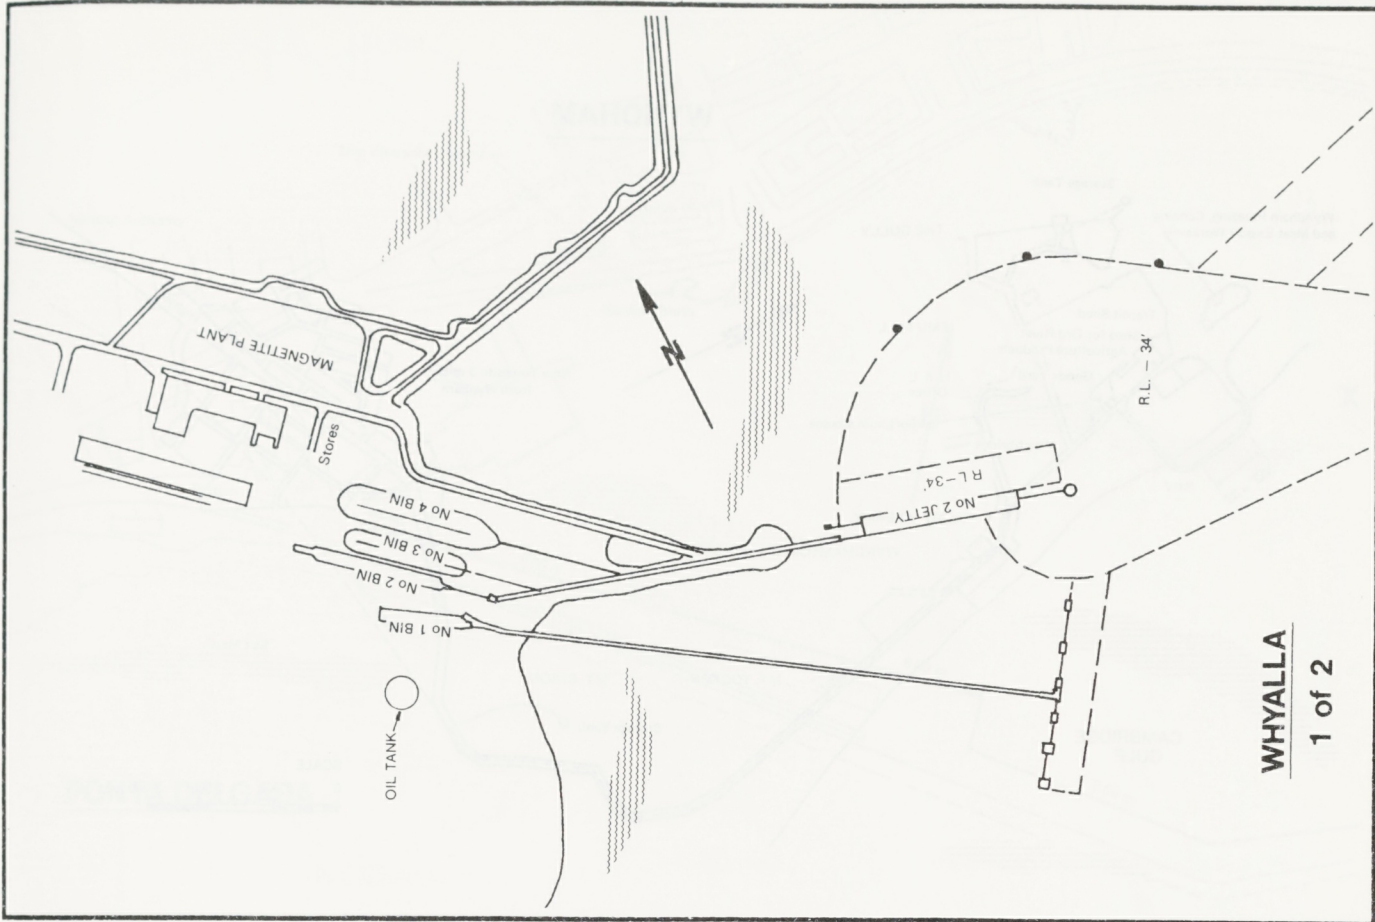 MAGNETITE PLANT
Stores
No 4 BIN
No 3 BIN
No 2 BIN
No 1 BIN
OIL TANK
N
R.L. – 34'
R L–34'
No 2 JETTY
WHYALLA
1 of 2